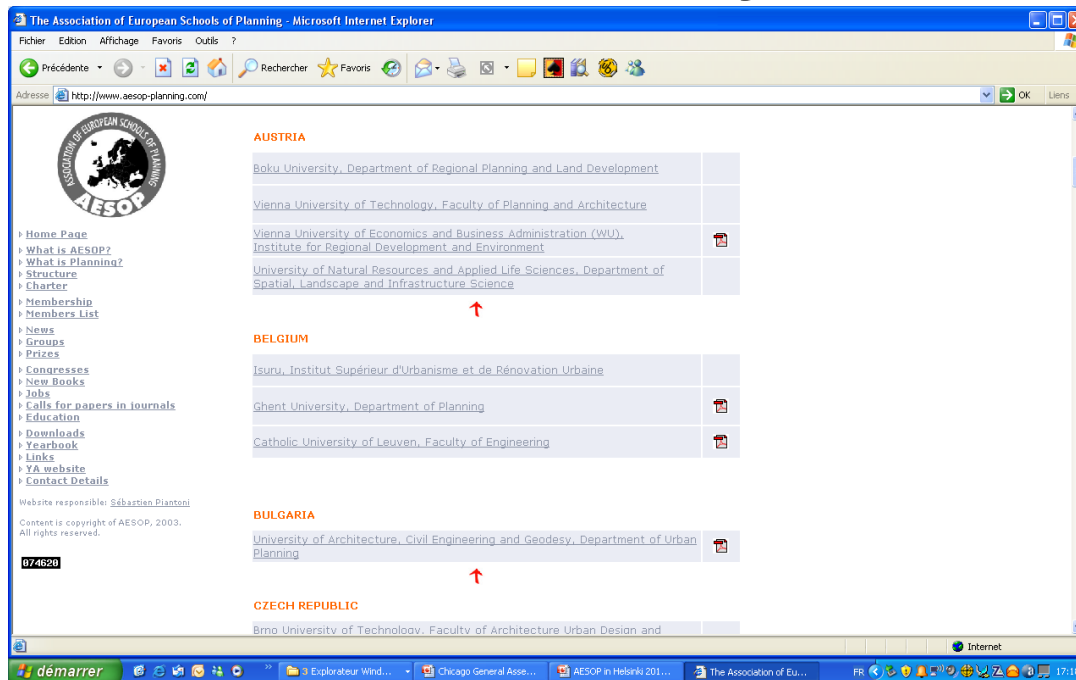 The Association of European Schools of Planning - Microsoft Internet Explorer
Fichier Edition Affichage Favoris Outils ?
Précédente Rechercher Favoris
Adresse http://www.aesop-planning.com/ OK Liens
ASSOCIATION OF EUROPEAN SCHOOLS OF PLANNING
AESOP
Home Page
What is AESOP?
What is Planning?
Structure
Charter
Membership
Members List
News
Groups
Prizes
Congresses
New Books
Jobs
Calls for papers in journals
Education
Downloads
Yearbook
Links
YA website
Contact Details
Website responsible: Sébastien Piantoni
Content is copyright of AESOP, 2003.
All rights reserved.
074620
AUSTRIA
Boku University, Department of Regional Planning and Land Development
Vienna University of Technology, Faculty of Planning and Architecture
Vienna University of Economics and Business Administration (WU),
Institute for Regional Development and Environment
University of Natural Resources and Applied Life Sciences, Department of
Spatial, Landscape and Infrastructure Science
BELGIUM
Isuru, Institut Supérieur d'Urbanisme et de Rénovation Urbaine
Ghent University, Department of Planning
Catholic University of Leuven, Faculty of Engineering
BULGARIA
University of Architecture, Civil Engineering and Geodesy, Department of Urban
Planning
CZECH REPUBLIC
Brno University of Technology, Faculty of Architecture Urban Design and
Internet
démarrer 3 Explorateur Wind... Chicago General Asse... AESOP in Helsinki 201... The Association of Eu... FR